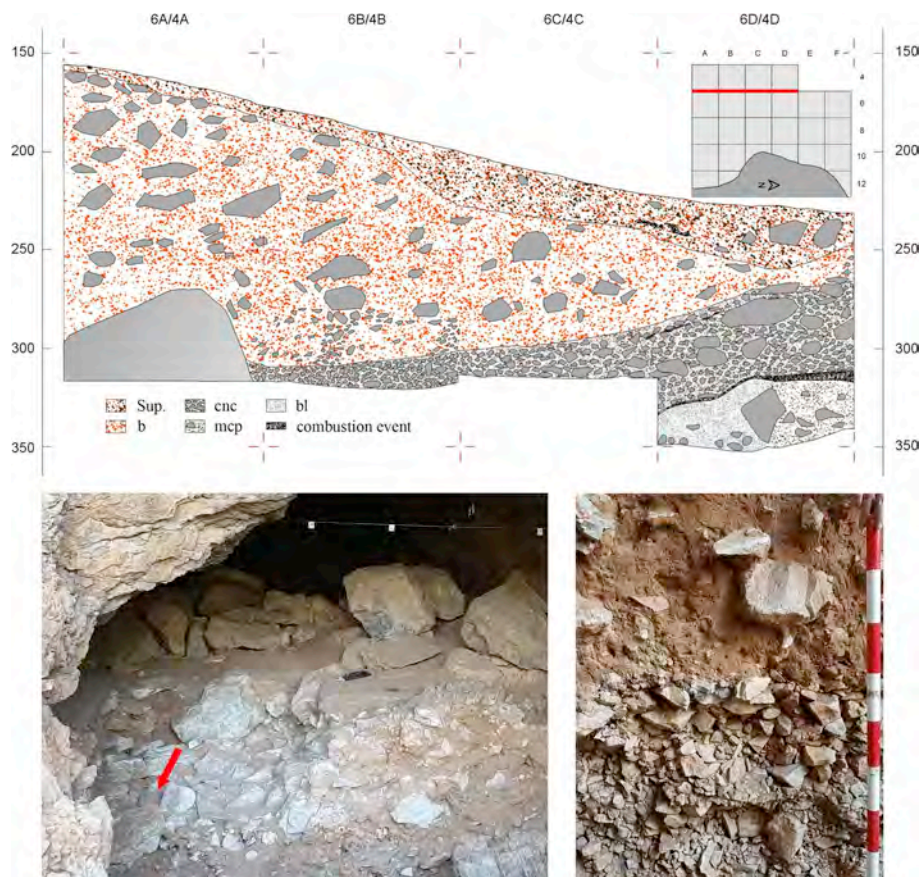 6A/4A 6B/4B 6C/4C 6D/4D
150 150
A B C D E F
4
6
8
10
12
N
200 200
250 250
300 300
350 350
Sup. cnc bl
b mcp combustion event